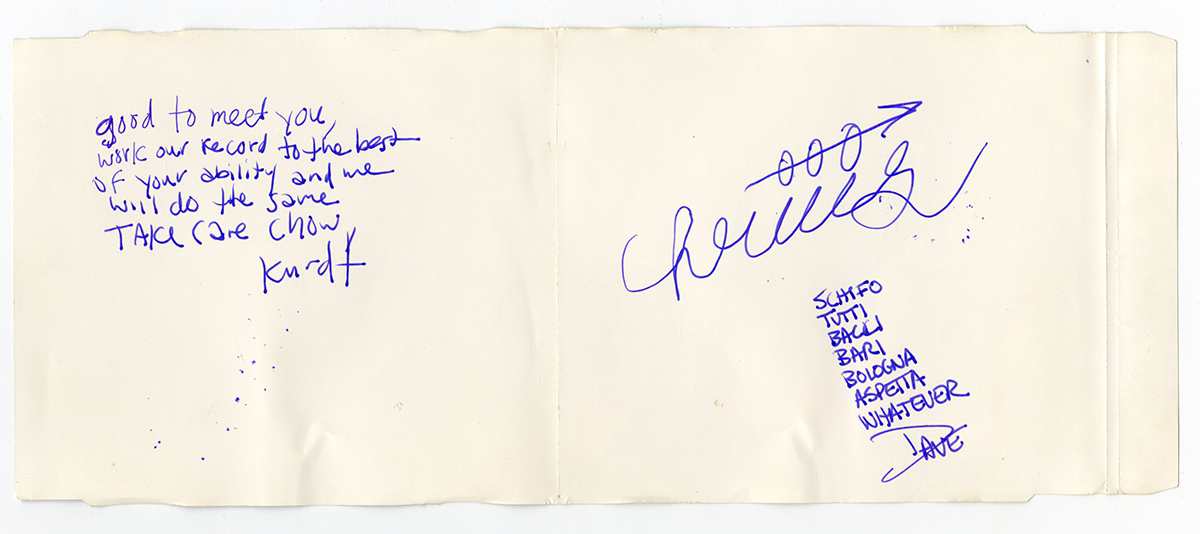 good to meet you,
work our record to the best
of your ability and we
will do the same
TAKE Care Chow,
Kurdt
SCHIFO
TUTTI
BACCI
BARI
BOLOGNA
ASPETTA
WHATEVER
DAVE